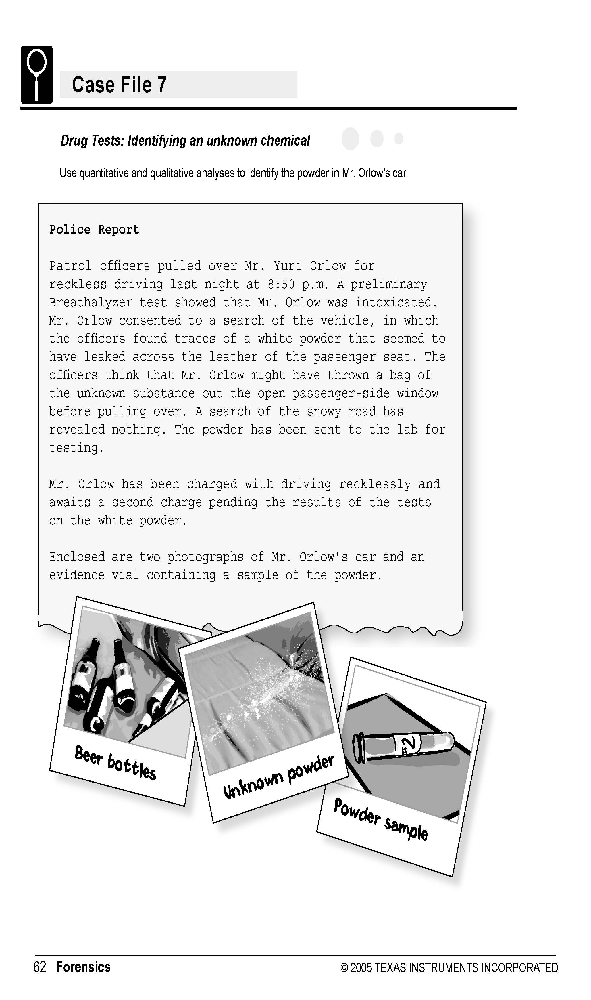 Case File 7
Drug Tests: Identifying an unknown chemical
Use quantitative and qualitative analyses to identify the powder in Mr. Orlow’s car.
Police Report
Patrol officers pulled over Mr. Yuri Orlow for
reckless driving last night at 8:50 p.m. A preliminary
Breathalyzer test showed that Mr. Orlow was intoxicated.
Mr. Orlow consented to a search of the vehicle, in which
the officers found traces of a white powder that seemed to
have leaked across the leather of the passenger seat. The
officers think that Mr. Orlow might have thrown a bag of
the unknown substance out the open passenger-side window
before pulling over. A search of the snowy road has
revealed nothing. The powder has been sent to the lab for
testing.
Mr. Orlow has been charged with driving recklessly and
awaits a second charge pending the results of the tests
on the white powder.
Enclosed are two photographs of Mr. Orlow’s car and an
evidence vial containing a sample of the powder.
Beer bottles
Unknown powder
#2
Powder sample
62 Forensics
© 2005 TEXAS INSTRUMENTS INCORPORATED